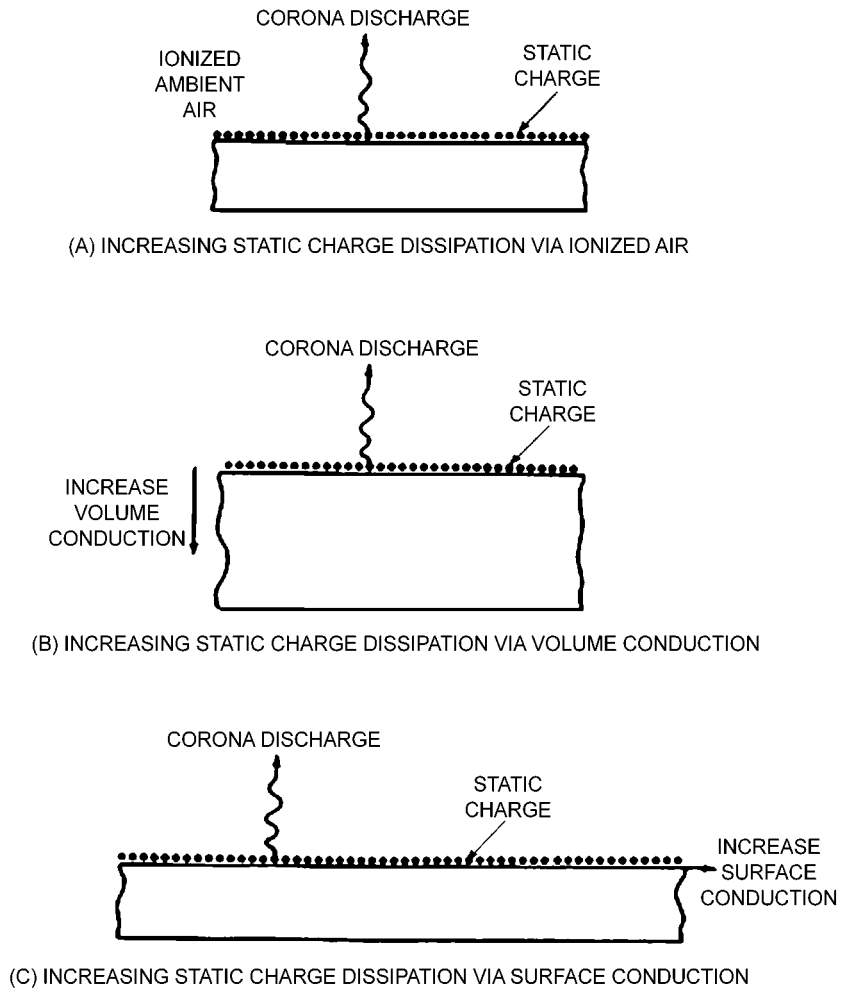 CORONA DISCHARGE
IONIZED
AMBIENT
AIR
STATIC
CHARGE
(A) INCREASING STATIC CHARGE DISSIPATION VIA IONIZED AIR
CORONA DISCHARGE
STATIC
CHARGE
INCREASE
VOLUME
CONDUCTION
(B) INCREASING STATIC CHARGE DISSIPATION VIA VOLUME CONDUCTION
CORONA DISCHARGE
STATIC
CHARGE
INCREASE
SURFACE
CONDUCTION
(C) INCREASING STATIC CHARGE DISSIPATION VIA SURFACE CONDUCTION